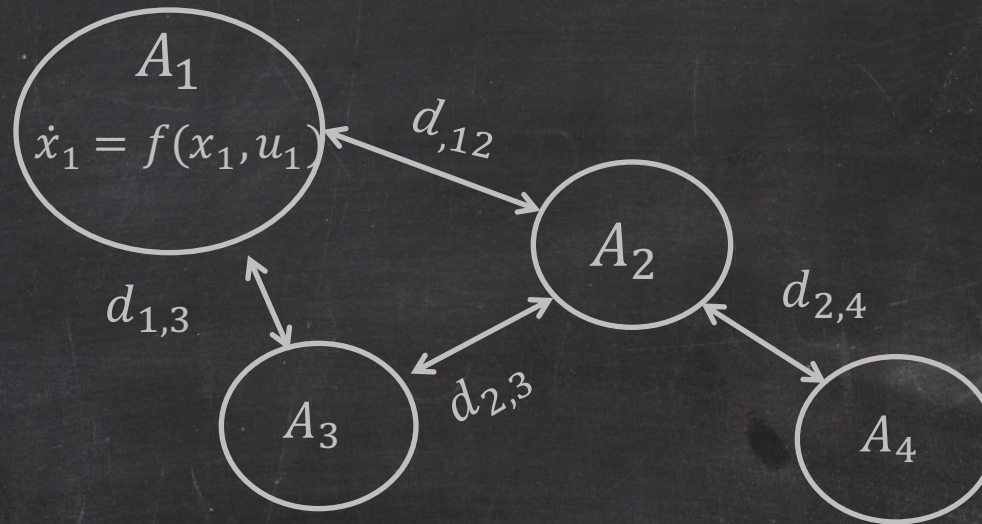 A₁
ẋ₁ = f(x₁, u₁)
d,₁₂
A₂
d₂,₄
d₁,₃
d₂,₃
A₃
A₄